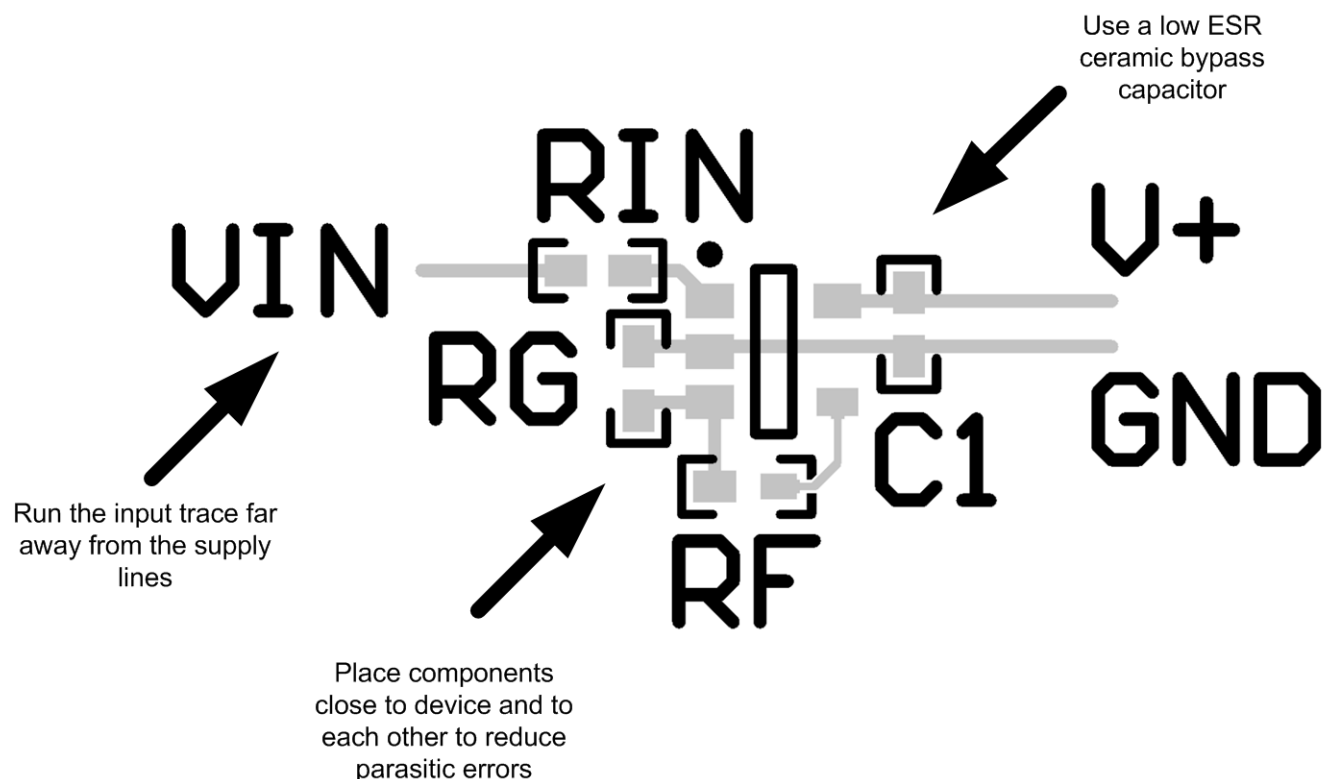 Use a low ESR
ceramic bypass
capacitor
RIN
V+
VIN
RG
GND
C1
Run the input trace far
away from the supply
lines
RF
Place components
close to device and to
each other to reduce
parasitic errors